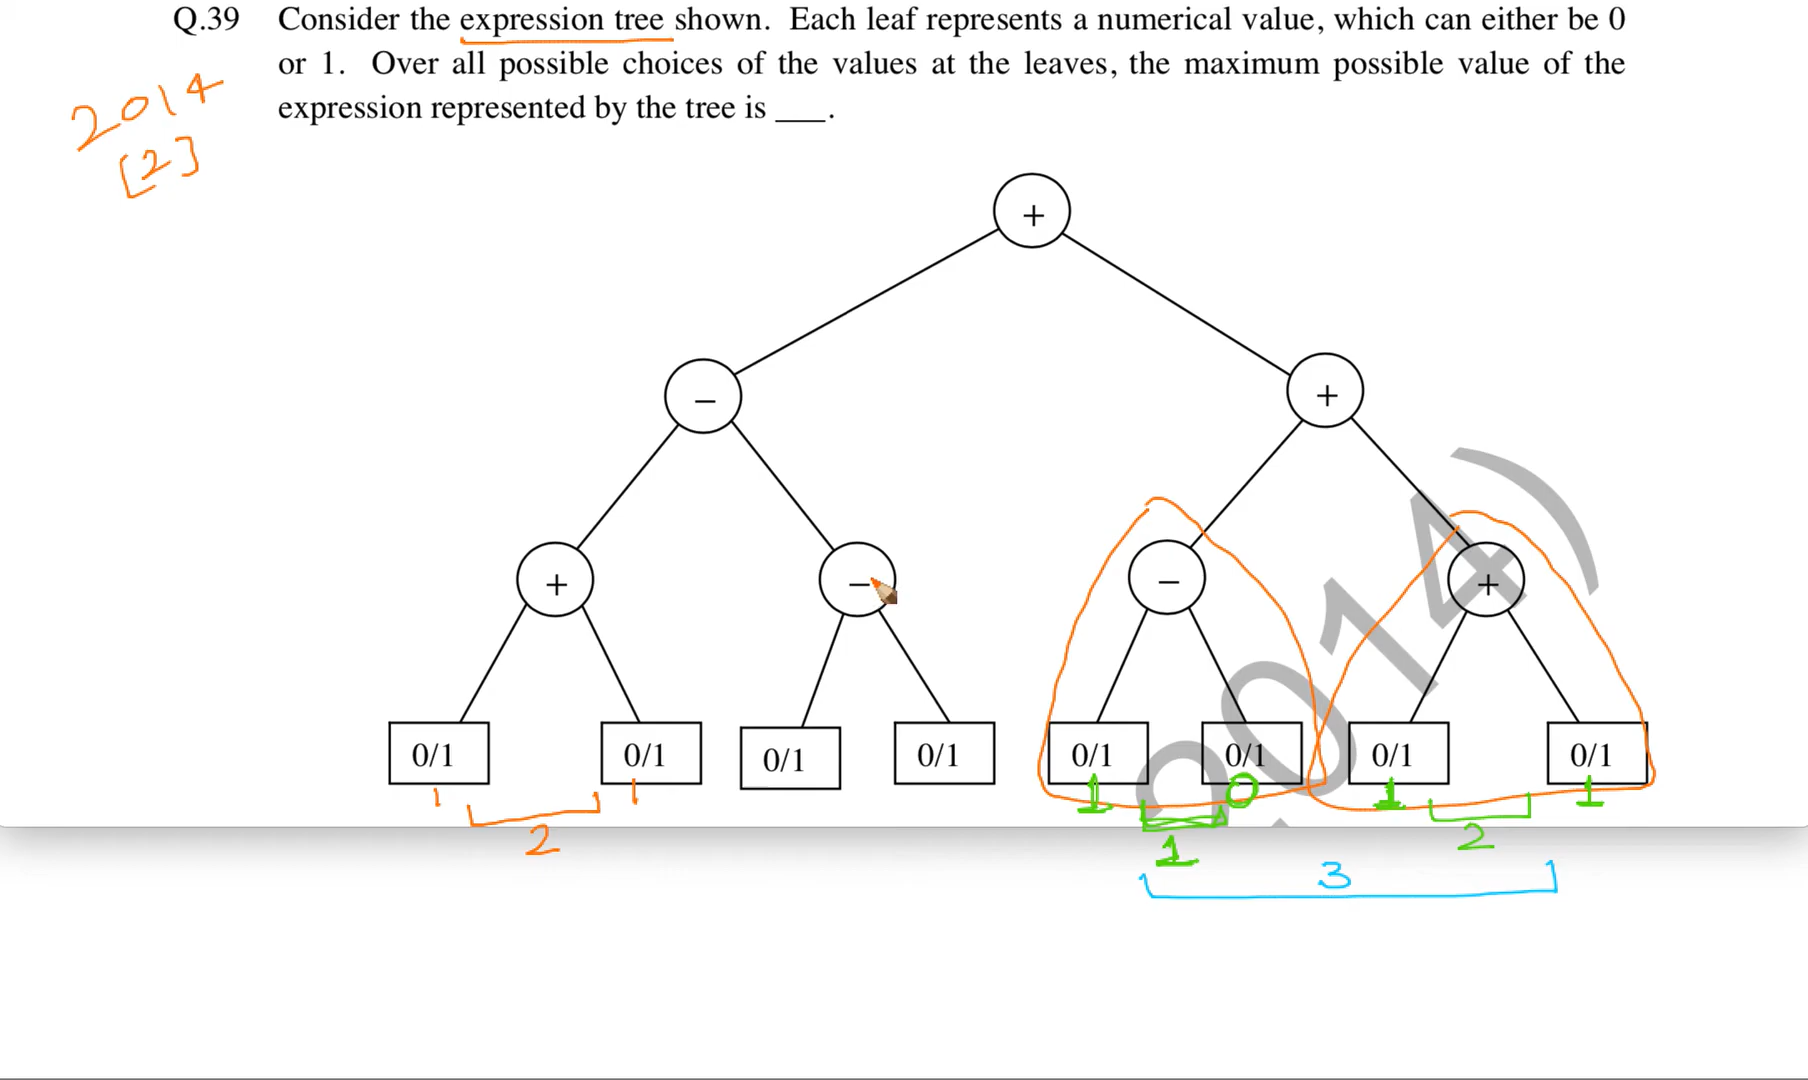 Q.39 Consider the expression tree shown. Each leaf represents a numerical value, which can either be 0
or 1. Over all possible choices of the values at the leaves, the maximum possible value of the
expression represented by the tree is ___.
2014
[2]
+
− +
+ − − +
0/1 0/1 0/1 0/1 0/1 0/1 0/1 0/1
1 1 1 0 1 1
2 1 2
3
2014)